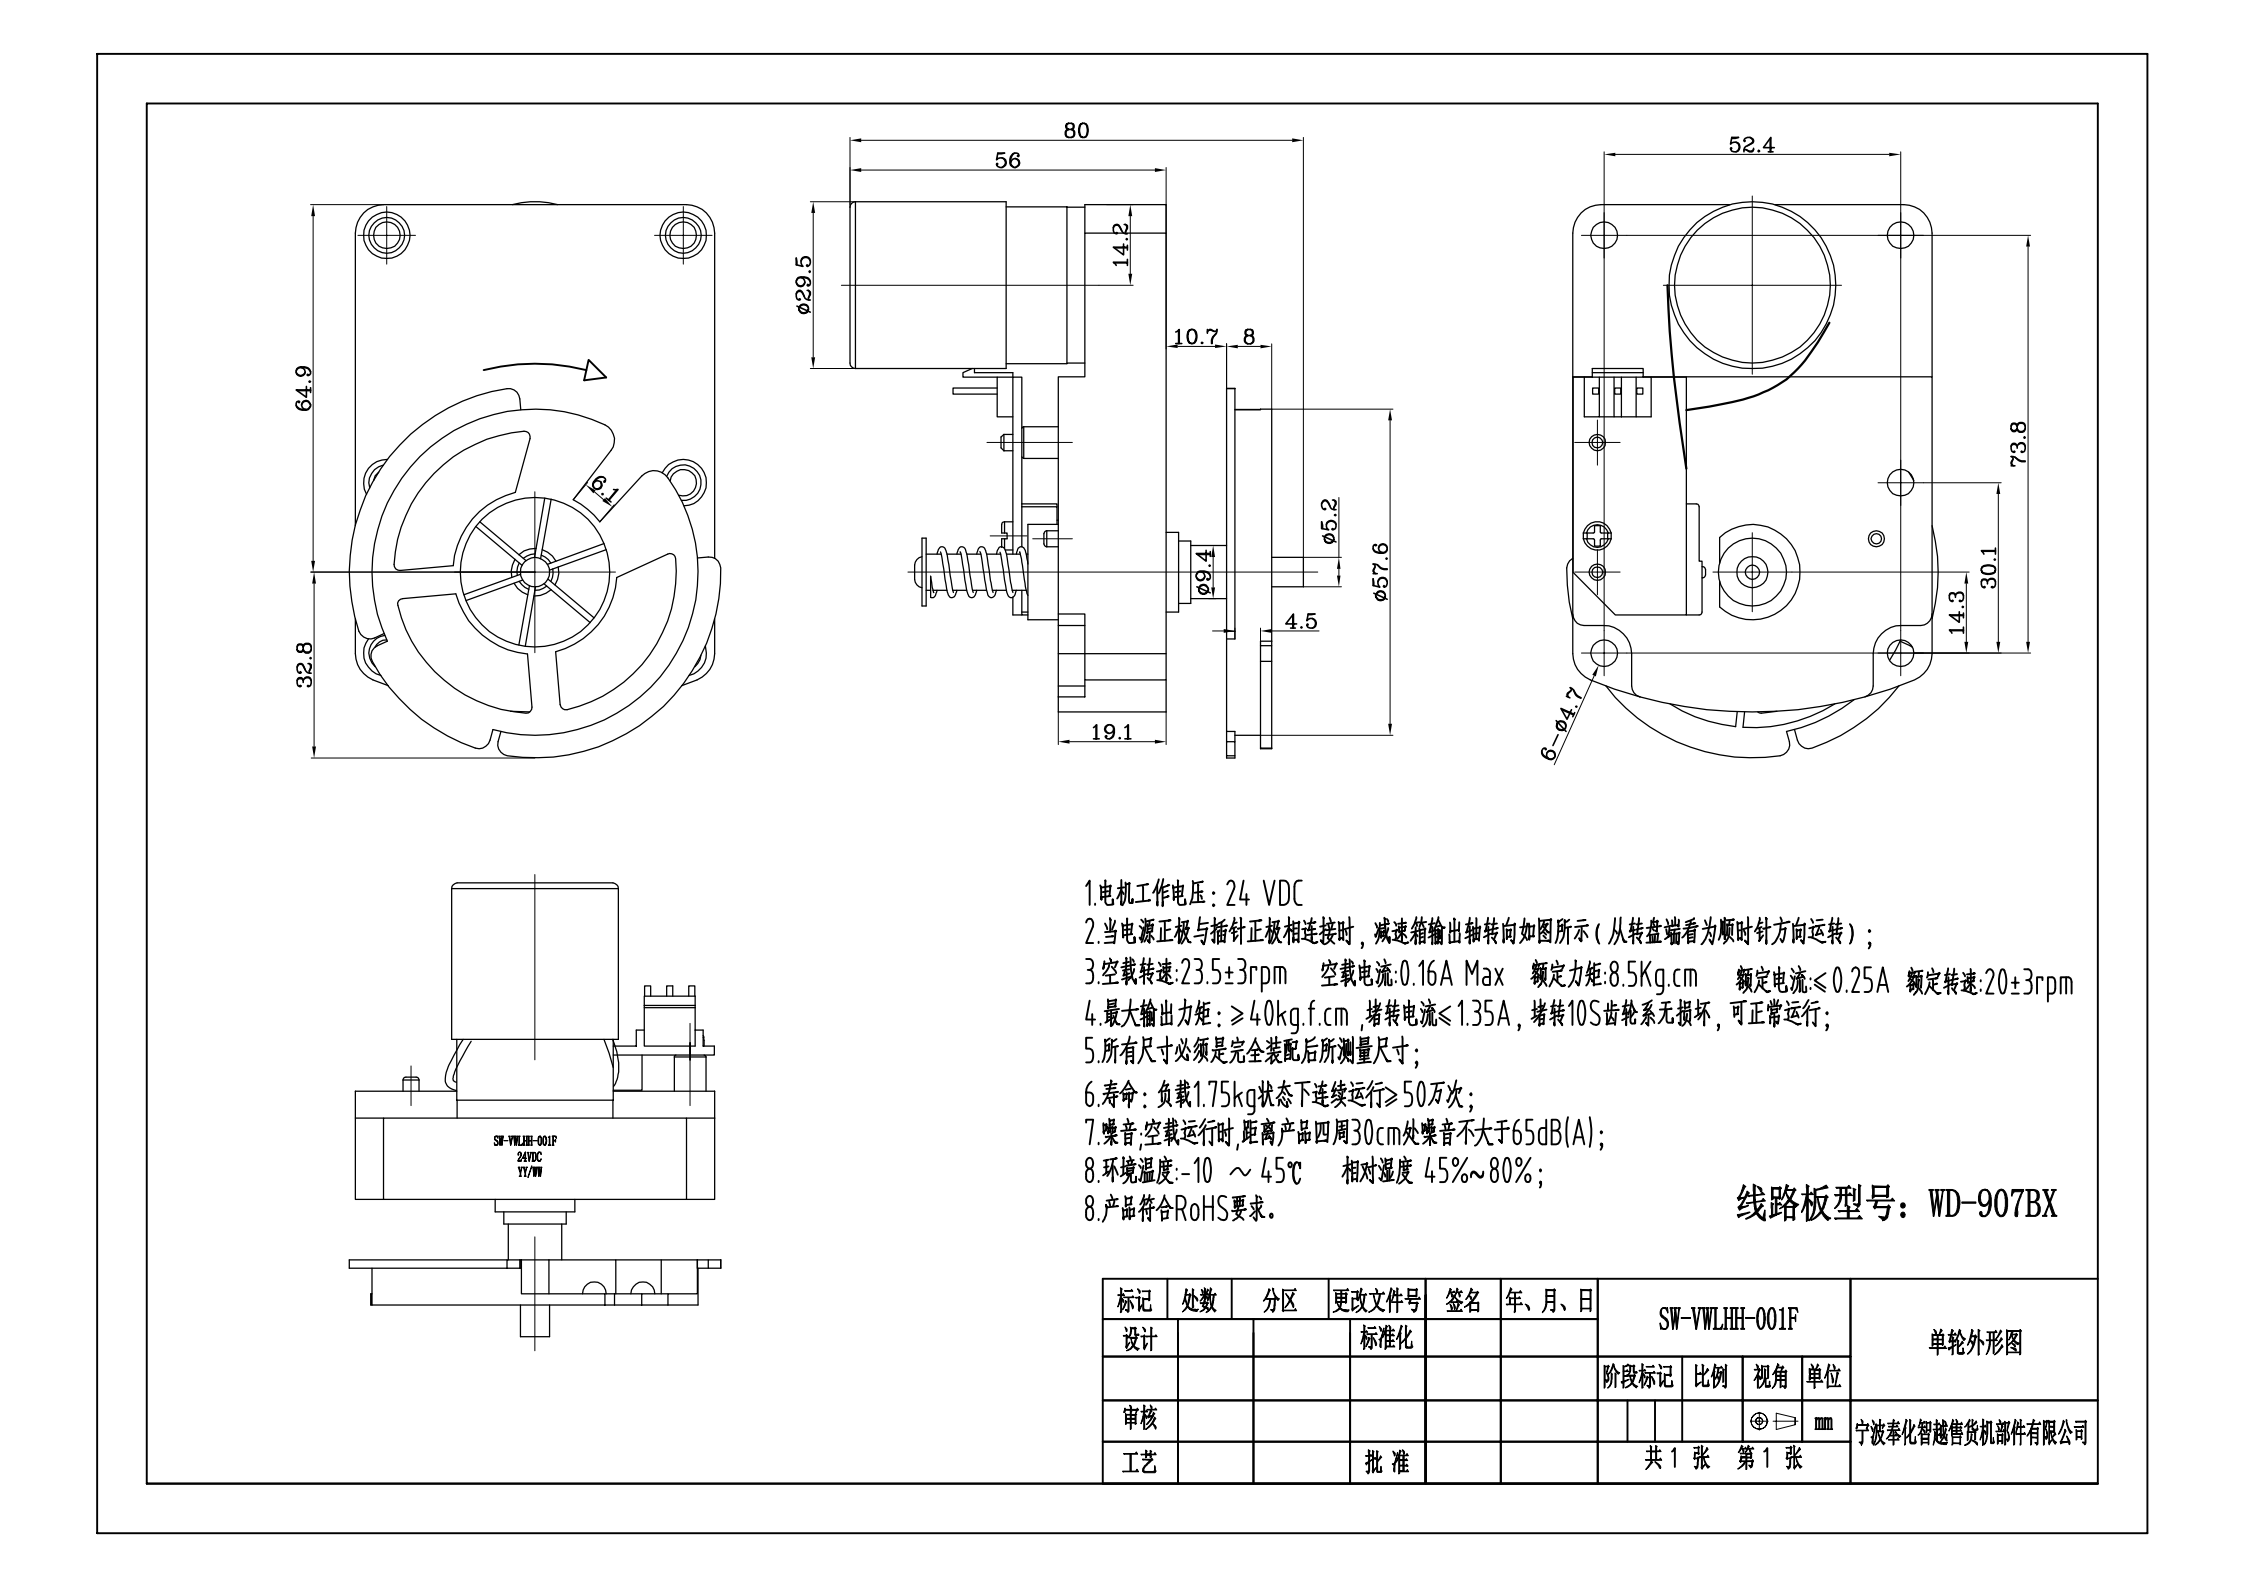 80
56
52.4
ø29.5
14.2
64.9
10.7
8
6.1
ø5.2
ø57.6
ø9.4
4.5
32.8
19.1
73.8
30.1
14.3
6-ø4.7
1.电机工作电压：24 VDC
2.当电源正极与插针正极相连接时，减速箱输出轴转向如图所示（从转盘端看为顺时针方向运转）；
3.空载转速:23.5±3rpm 空载电流:0.16A Max 额定力矩:8.5Kg.cm 额定电流:≤0.25A 额定转速:20±3rpm
4.最大输出力矩：≥40kg.f.cm ,堵转电流≤1.35A，堵转10S齿轮系无损坏，可正常运行；
5.所有尺寸必须是完全装配后所测量尺寸；
6.寿命：负载1.75kg状态下连续运行≥50万次；
7.噪音;空载运行时,距离产品四周30cm处噪音不大于65dB(A)；
8.环境温度:-10 ～ 45℃ 相对湿度 45%~80%；
8.产品符合RoHS要求。
线路板型号：WD-907BX
SW-VWLHH-001F
24VDC
YY/WW
标记 处数 分区 更改文件号 签名 年、月、日
SW-VWLHH-001F
单轮外形图
设计 标准化
阶段标记 比例 视角 单位
审核
mm
宁波奉化智越售货机部件有限公司
工艺 批 准
共 1 张 第 1 张